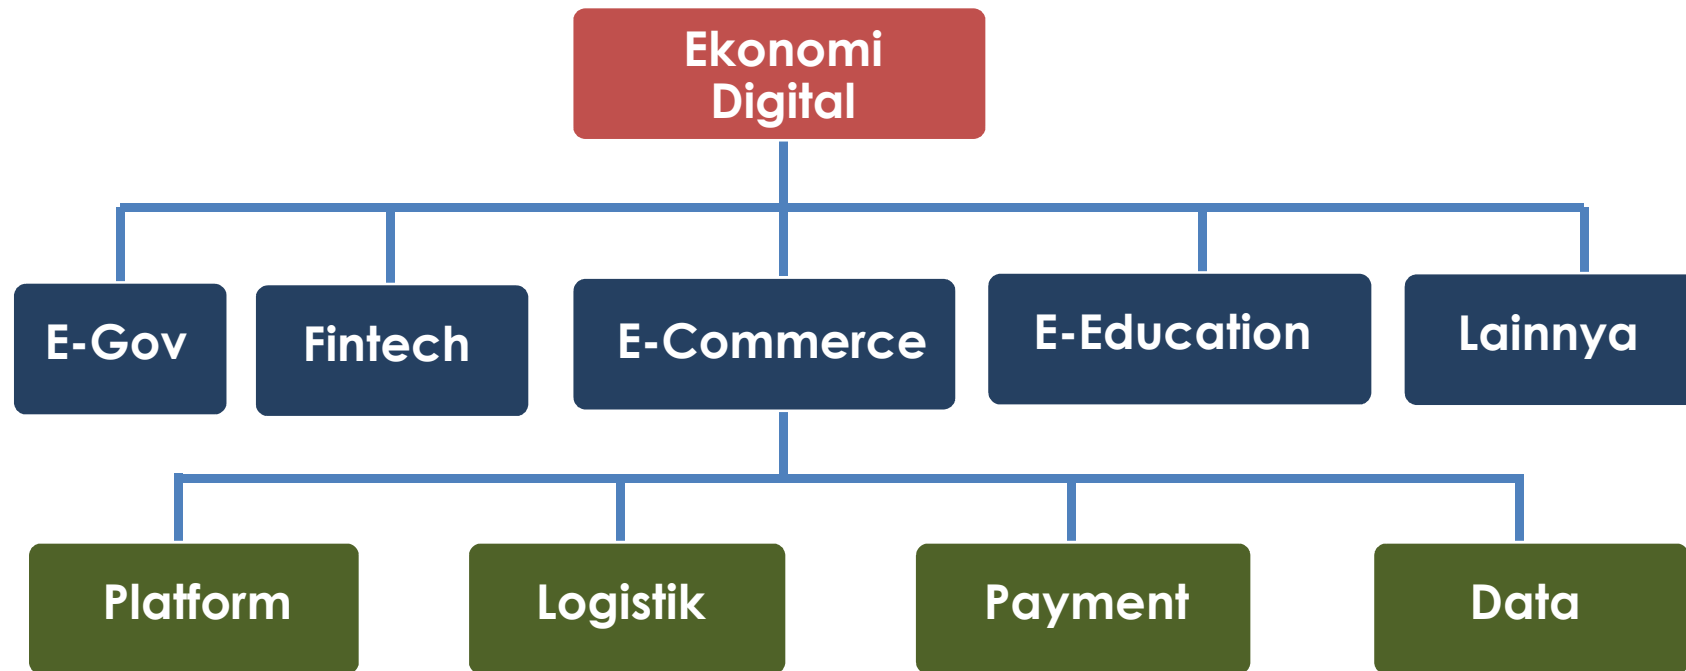 Ekonomi
Digital
E-Gov
Fintech
E-Commerce
E-Education
Lainnya
Platform
Logistik
Payment
Data